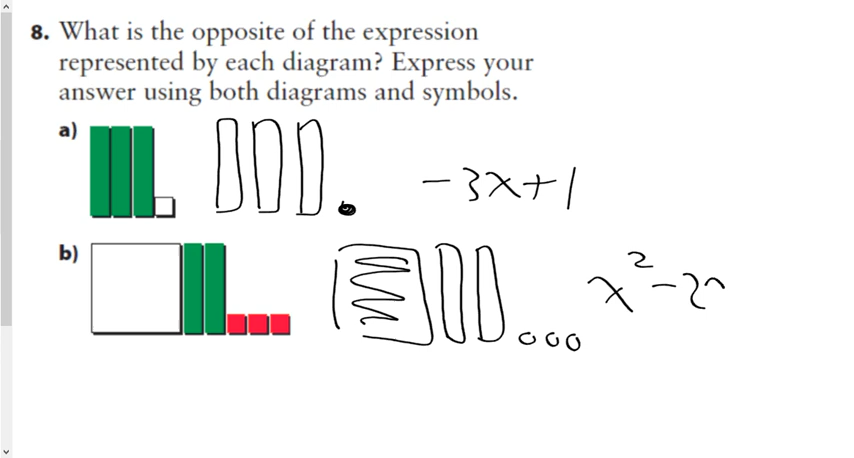 8. What is the opposite of the expression
represented by each diagram? Express your
answer using both diagrams and symbols.
a) -3x+1
b) x²-2